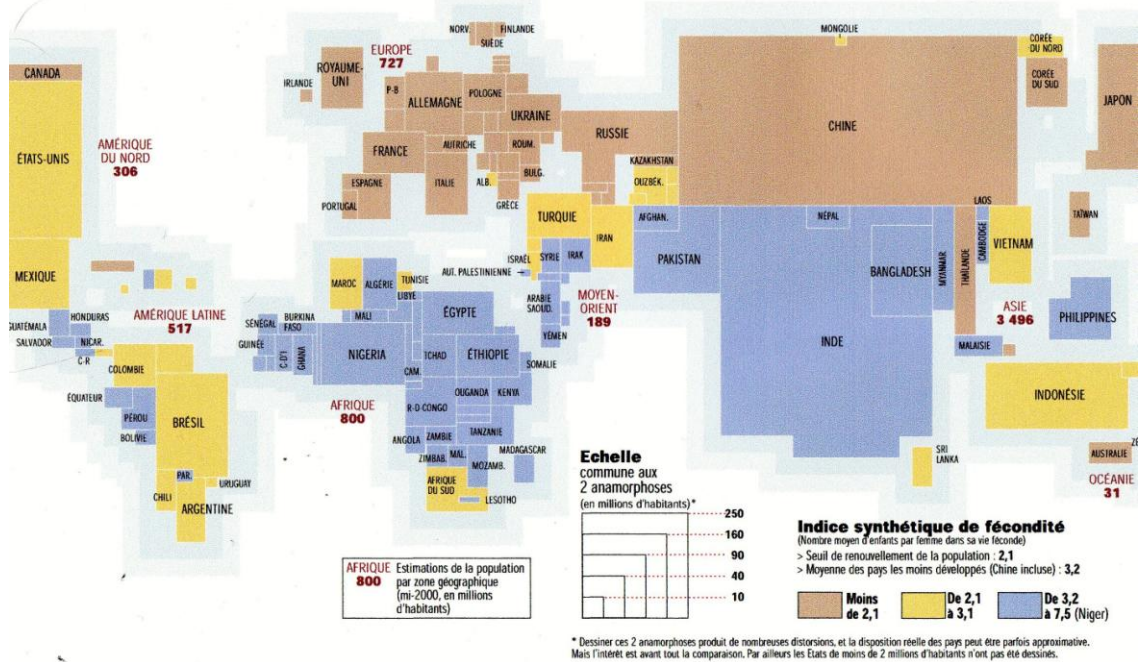 NORV.
FINLANDE
SUÈDE
MONGOLIE
CORÉE
DU NORD
EUROPE
727
ROYAUME-
UNI
IRLANDE
P-B
ALLEMAGNE
POLOGNE
UKRAINE
RUSSIE
CHINE
CORÉE
DU SUD
JAPON
CANADA
ÉTATS-UNIS
AMÉRIQUE
DU NORD
306
FRANCE
AUTRICHE
ROUM.
BULG.
KAZAKHSTAN
OUZBÉK.
ESPAGNE
PORTUGAL
ITALIE
ALB.
GRÈCE
TURQUIE
IRAN
AFGHAN.
NÉPAL
LAOS
TAÏWAN
MEXIQUE
ISRAËL
SYRIE
IRAK
AUT. PALESTINIENNE
PAKISTAN
BANGLADESH
MYANMAR
THAÏLANDE
CAMBODGE
VIETNAM
MAROC
ALGÉRIE
TUNISIE
LIBYE
ARABIE
SAOUD.
MOYEN-
ORIENT
189
ASIE
3 496
PHILIPPINES
GUATÉMALA
HONDURAS
SALVADOR
NICAR.
C-R
AMÉRIQUE LATINE
517
SÉNÉGAL
BURKINA
FASO
MALI
ÉGYPTE
YÉMEN
INDE
MALAISIE
COLOMBIE
GUINÉE
C-D'I
GHANA
NIGERIA
CAM.
TCHAD
ÉTHIOPIE
SOMALIE
INDONÉSIE
ÉQUATEUR
PÉROU
BOLIVIE
BRÉSIL
AFRIQUE
800
R-D CONGO
OUGANDA
KENYA
ANGOLA
ZAMBIE
TANZANIE
MADAGASCAR
ZIMBAB.
MAL.
MOZAMB.
PAR.
CHILI
URUGUAY
ARGENTINE
AFRIQUE
DU SUD
LESOTHO
SRI
LANKA
AUSTRALIE
OCÉANIE
31
Echelle
commune aux
2 anamorphoses
(en millions d'habitants)*
250
160
90
40
10
AFRIQUE
800
Estimations de la population
par zone géographique
(mi-2000, en millions
d'habitants)
Indice synthétique de fécondité
(Nombre moyen d'enfants par femme dans sa vie féconde)
> Seuil de renouvellement de la population : 2,1
> Moyenne des pays les moins développés (Chine incluse) : 3,2
Moins
de 2,1
De 2,1
à 3,1
De 3,2
à 7,5 (Niger)
* Dessiner ces 2 anamorphoses produit de nombreuses distorsions, et la disposition réelle des pays peut être parfois approximative.
Mais l'intérêt est avant tout la comparaison. Par ailleurs les Etats de moins de 2 millions d'habitants n'ont pas été dessinés.